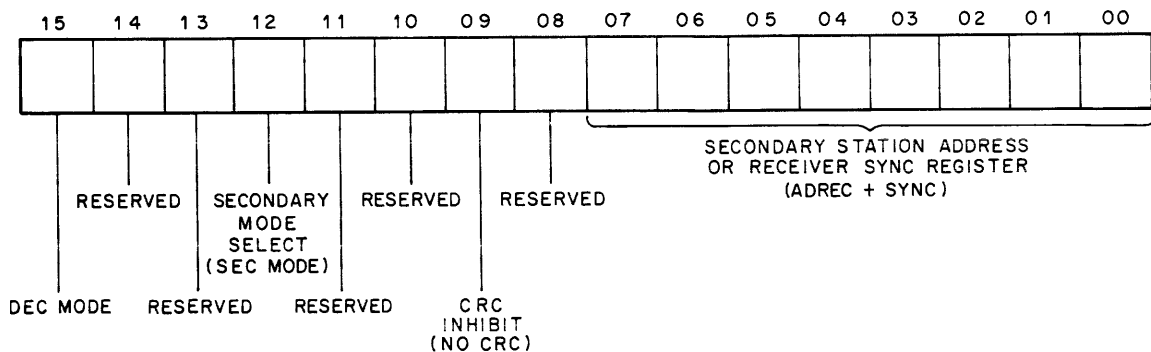 15 14 13 12 11 10 09 08 07 06 05 04 03 02 01 00
SECONDARY STATION ADDRESS
OR RECEIVER SYNC REGISTER
(ADREC + SYNC)
RESERVED
SECONDARY
MODE
SELECT
(SEC MODE)
RESERVED
RESERVED
DEC MODE
RESERVED
RESERVED
CRC
INHIBIT
(NO CRC)